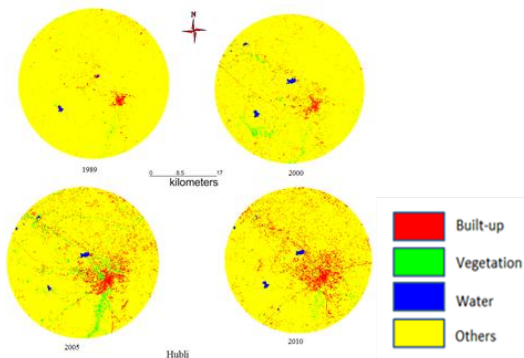 N
1989
2000
0 8.5 17
kilometers
2005
2010
Hubli
Built-up
Vegetation
Water
Others